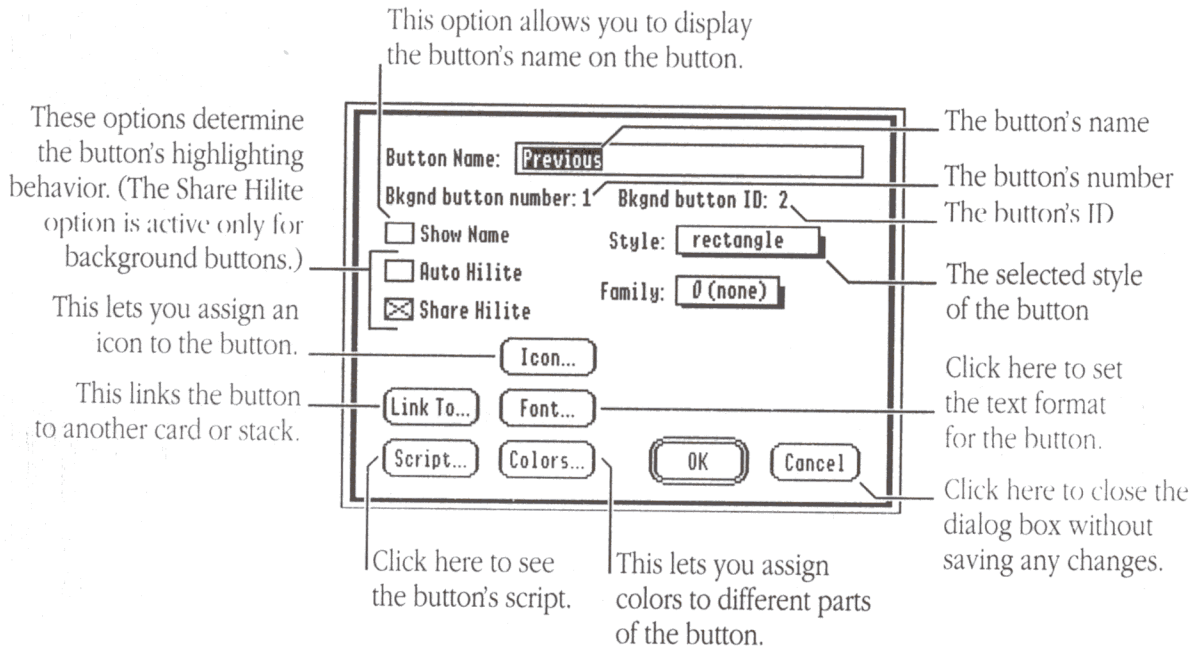 This option allows you to display
the button's name on the button.
These options determine
the button's highlighting
behavior. (The Share Hilite
option is active only for
background buttons.)
This lets you assign an
icon to the button.
This links the button
to another card or stack.
Button Name: Previous
Bkgnd button number: 1 Bkgnd button ID: 2
Show Name
Style: rectangle
Auto Hilite
Family: 0 (none)
Share Hilite
Icon...
Link To... Font...
Script... Colors... OK Cancel
The button's name
The button's number
The button's ID
The selected style
of the button
Click here to set
the text format
for the button.
Click here to close the
dialog box without
saving any changes.
Click here to see
the button's script.
This lets you assign
colors to different parts
of the button.